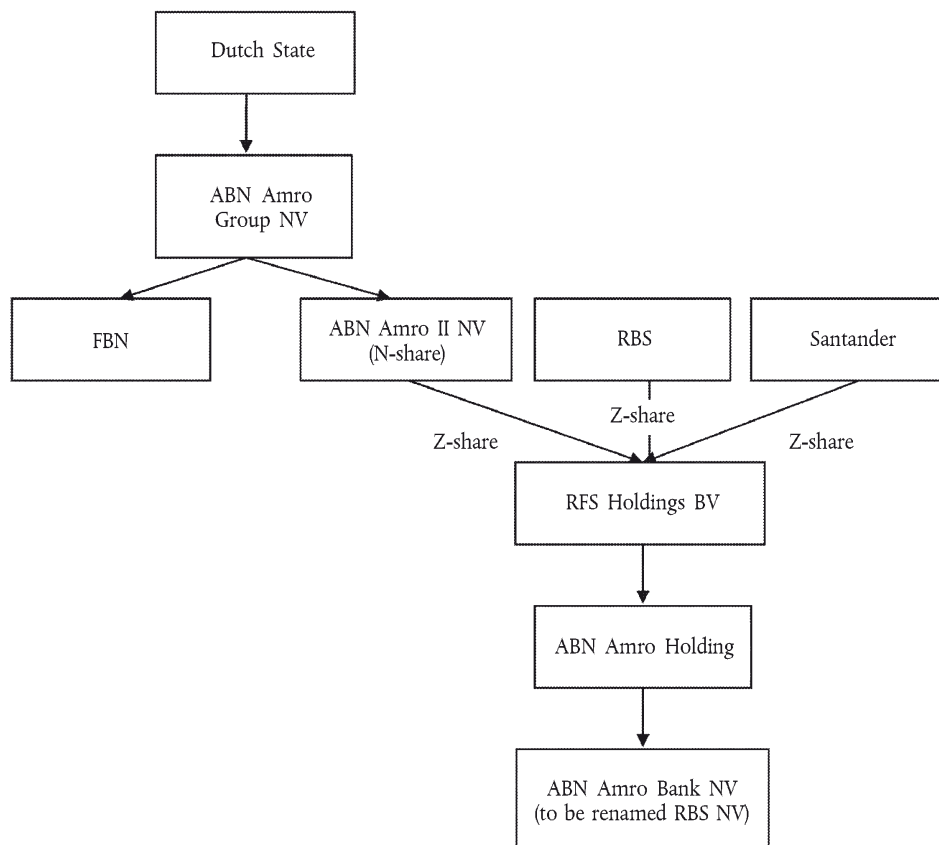 Dutch State
ABN Amro
Group NV
FBN
ABN Amro II NV
(N-share)
RBS
Santander
Z-share
Z-share
Z-share
RFS Holdings BV
ABN Amro Holding
ABN Amro Bank NV
(to be renamed RBS NV)